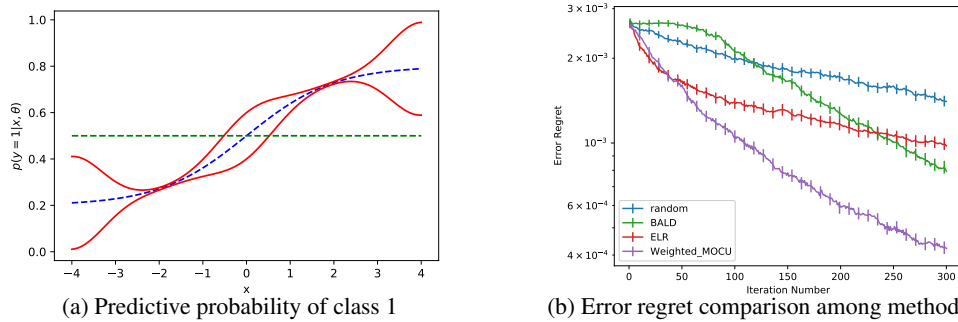 1.0
0.8
0.6
0.4
0.2
0.0
p(y = 1|x, θ)
−4 −3 −2 −1 0 1 2 3 4
x
(a) Predictive probability of class 1
3 × 10⁻³
2 × 10⁻³
10⁻³
6 × 10⁻⁴
4 × 10⁻⁴
Error Regret
random
BALD
ELR
Weighted_MOCU
0 50 100 150 200 250 300
Iteration Number
(b) Error regret comparison among method